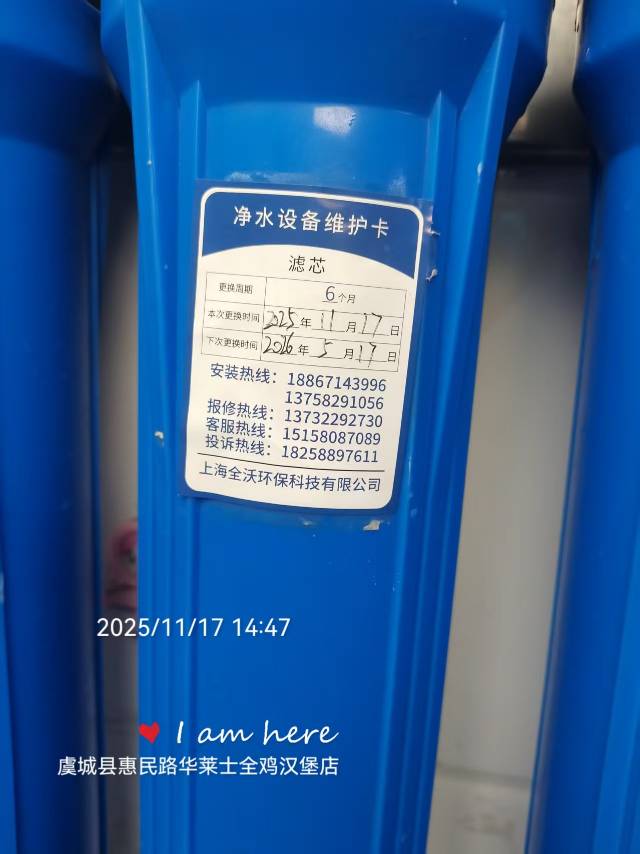 净水设备维护卡
滤芯
更换周期 6个月
本次更换时间 2025年11月17日
下次更换时间 2026年5月17日
安装热线：18867143996
13758291056
报修热线：13732292730
客服热线：15158087089
投诉热线：18258897611
上海全沃环保科技有限公司
2025/11/17 14:47
I am here
虞城县惠民路华莱士全鸡汉堡店